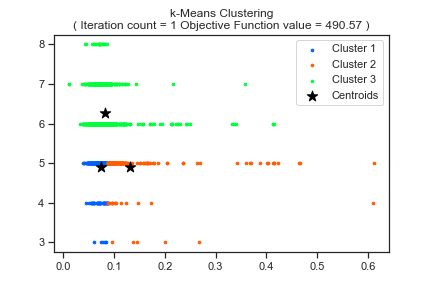 k-Means Clustering
( Iteration count = 1 Objective Function value = 490.57 )
Cluster 1
Cluster 2
Cluster 3
Centroids
8
7
6
5
4
3
0.0 0.1 0.2 0.3 0.4 0.5 0.6